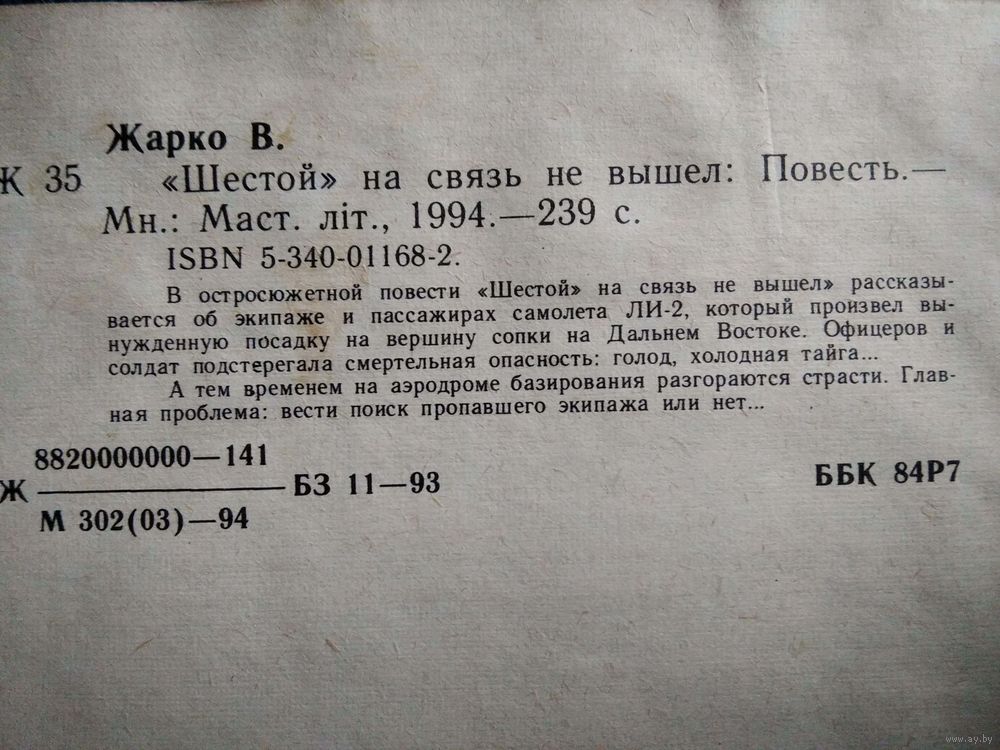 Жарко В.
Ж 35 «Шестой» на связь не вышел: Повесть.—
Мн.: Маст. літ., 1994.—239 с.
ISBN 5-340-01168-2.
В остросюжетной повести «Шестой» на связь не вышел» рассказы-
вается об экипаже и пассажирах самолета ЛИ-2, который произвел вы-
нужденную посадку на вершину сопки на Дальнем Востоке. Офицеров и
солдат подстерегала смертельная опасность: голод, холодная тайга...
А тем временем на аэродроме базирования разгораются страсти. Глав-
ная проблема: вести поиск пропавшего экипажа или нет...
8820000000—141
Ж БЗ 11—93 ББК 84Р7
М 302(03)—94
www.ay.by